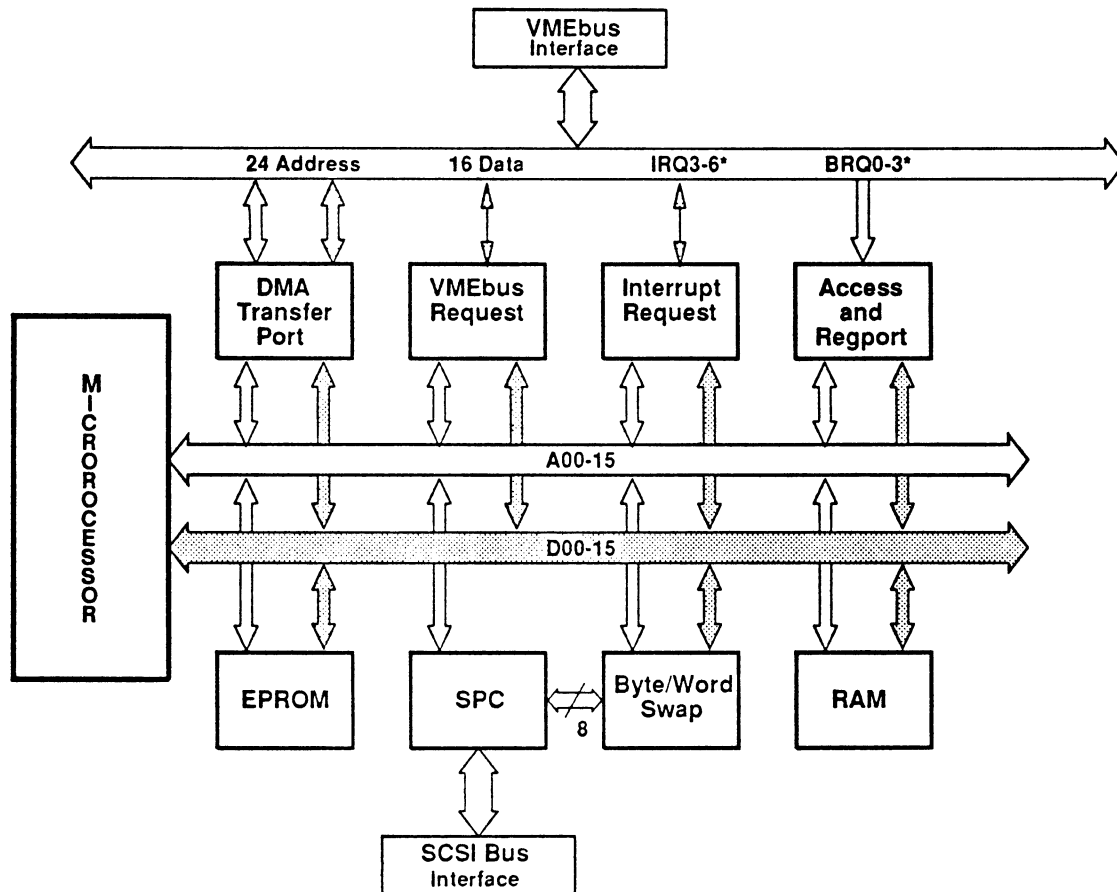 VMEbus
Interface
24 Address
16 Data
IRQ3-6*
BRQ0-3*
DMA
Transfer
Port
VMEbus
Request
Interrupt
Request
Access
and
Regport
MICROROCESSOR
A00-15
D00-15
EPROM
SPC
8
Byte/Word
Swap
RAM
SCSI Bus
Interface